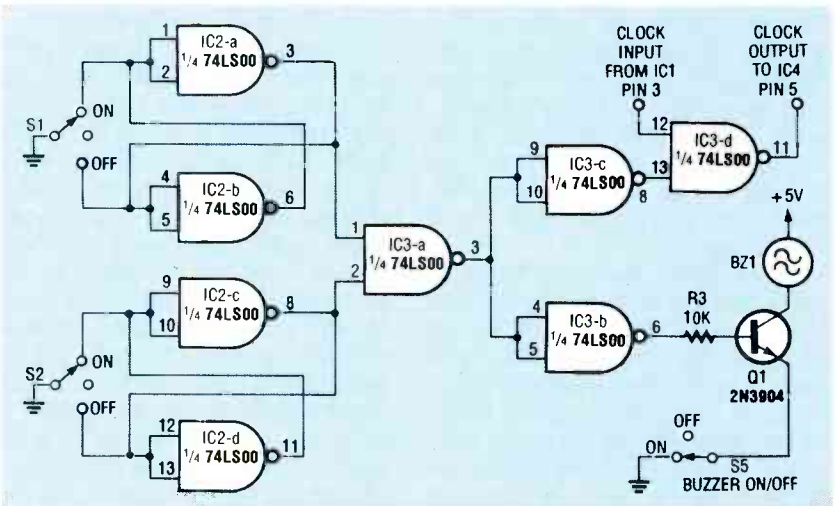 IC2-a
1/4 74LS00
1
2
3
S1
ON
OFF
IC2-b
1/4 74LS00
4
5
6
IC2-c
1/4 74LS00
9
10
8
S2
ON
OFF
IC2-d
1/4 74LS00
12
13
11
IC3-a
1/4 74LS00
1
2
3
IC3-c
1/4 74LS00
9
10
8
IC3-b
1/4 74LS00
4
5
6
CLOCK
INPUT
FROM IC1
PIN 3
CLOCK
OUTPUT
TO IC4
PIN 5
IC3-d
1/4 74LS00
12
13
11
+5V
BZ1
R3
10K
Q1
2N3904
OFF
ON
S5
BUZZER ON/OFF